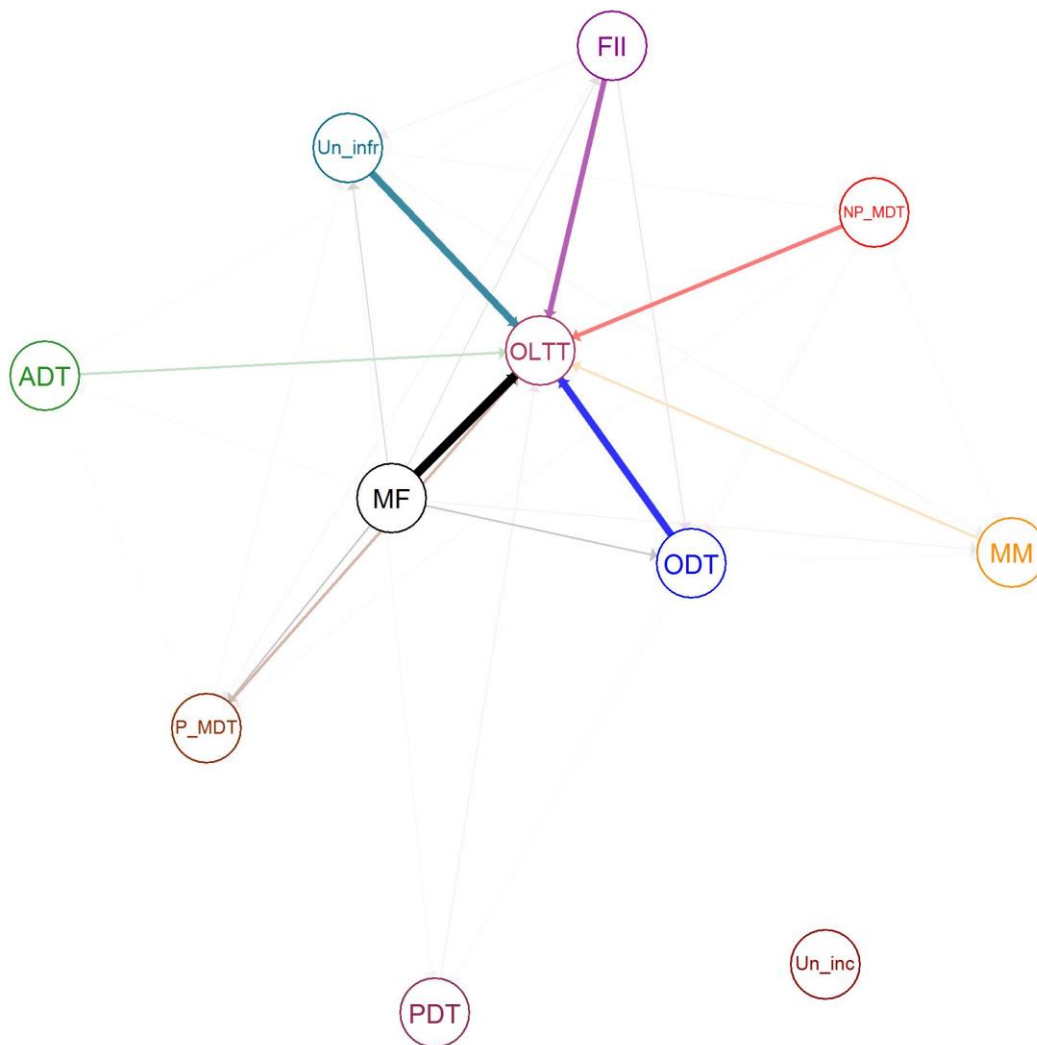 FII
Un_infr
NP_MDT
OLTT
ADT
MF
MM
ODT
P_MDT
Un_inc
PDT